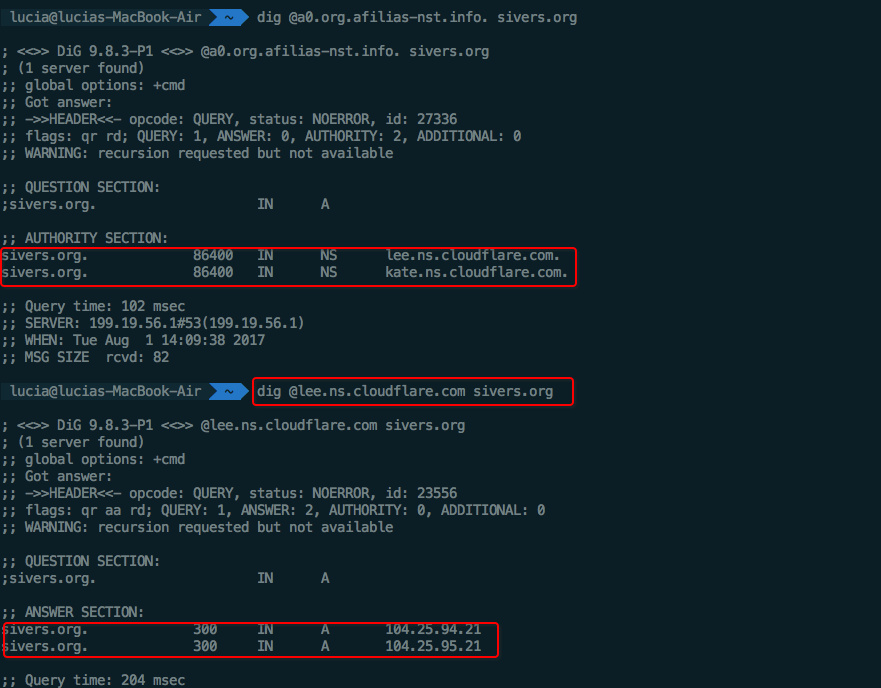 lucia@lucias-MacBook-Air ~ dig @a0.org.afilias-nst.info. sivers.org
; <<>> DiG 9.8.3-P1 <<>> @a0.org.afilias-nst.info. sivers.org
; (1 server found)
;; global options: +cmd
;; Got answer:
;; ->>HEADER<<- opcode: QUERY, status: NOERROR, id: 27336
;; flags: qr rd; QUERY: 1, ANSWER: 0, AUTHORITY: 2, ADDITIONAL: 0
;; WARNING: recursion requested but not available
;; QUESTION SECTION:
;sivers.org. IN A
;; AUTHORITY SECTION:
sivers.org. 86400 IN NS lee.ns.cloudflare.com.
sivers.org. 86400 IN NS kate.ns.cloudflare.com.
;; Query time: 102 msec
;; SERVER: 199.19.56.1#53(199.19.56.1)
;; WHEN: Tue Aug  1 14:09:38 2017
;; MSG SIZE  rcvd: 82
lucia@lucias-MacBook-Air ~ dig @lee.ns.cloudflare.com sivers.org
; <<>> DiG 9.8.3-P1 <<>> @lee.ns.cloudflare.com sivers.org
; (1 server found)
;; global options: +cmd
;; Got answer:
;; ->>HEADER<<- opcode: QUERY, status: NOERROR, id: 23556
;; flags: qr aa rd; QUERY: 1, ANSWER: 2, AUTHORITY: 0, ADDITIONAL: 0
;; WARNING: recursion requested but not available
;; QUESTION SECTION:
;sivers.org. IN A
;; ANSWER SECTION:
sivers.org. 300 IN A 104.25.94.21
sivers.org. 300 IN A 104.25.95.21
;; Query time: 204 msec